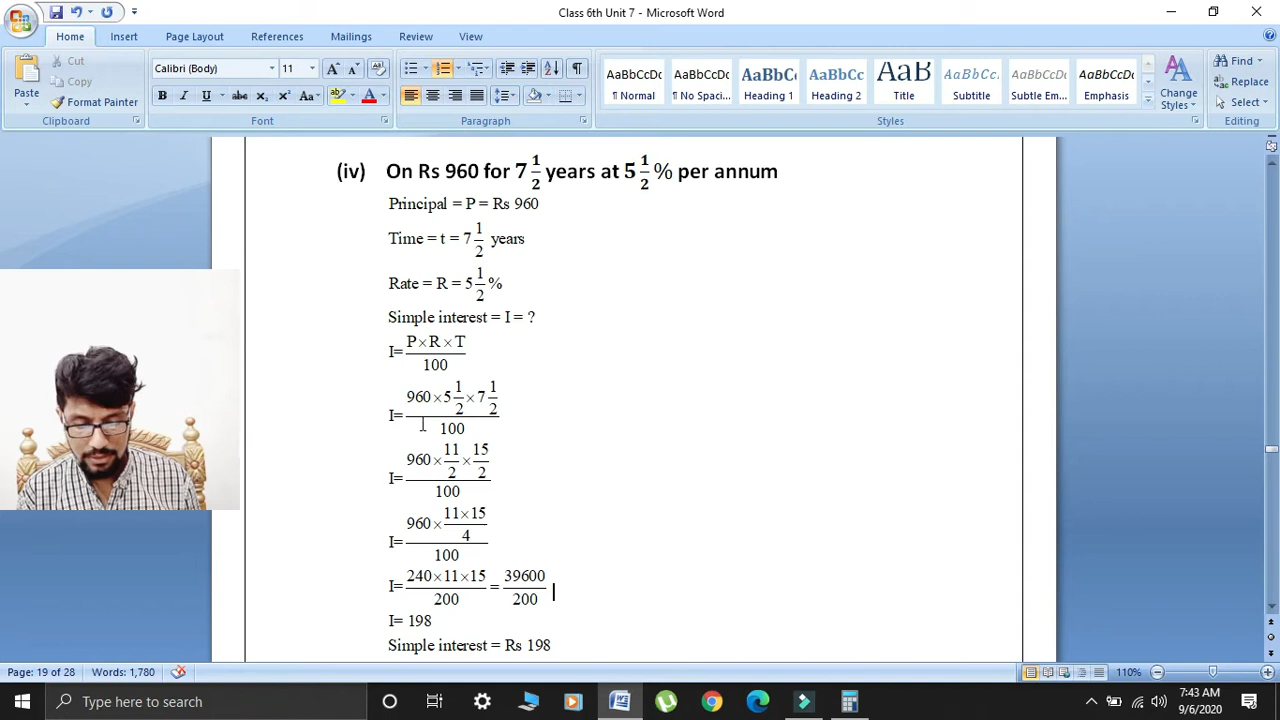 Class 6th Unit 7 - Microsoft Word
Home Insert Page Layout References Mailings Review View
Paste
Cut
Copy
Format Painter
Clipboard
Calibri (Body) 11
B I U abc x₂ x² Aa
Font
Paragraph
AaBbCcDc AaBbCcDc AaBbCc AaBbCc AaB AaBbCc. AaBbCcDc AaBbCcDc
¶ Normal ¶ No Spaci... Heading 1 Heading 2 Title Subtitle Subtle Em... Emphasis
Change Styles
Styles
Find
Replace
Select
Editing
(iv) On Rs 960 for 7 1/2 years at 5 1/2 % per annum
Principal = P = Rs 960
Time = t = 7 1/2 years
Rate = R = 5 1/2 %
Simple interest = I = ?
I= P×R×T/100
I= 960×5 1/2×7 1/2/100
I= 960×11/2×15/2/100
I= 960×11×15/4/100
I= 240×11×15/200 = 39600/200
I= 198
Simple interest = Rs 198
Page: 19 of 28 Words: 1,780 110%
Type here to search
7:43 AM
9/6/2020